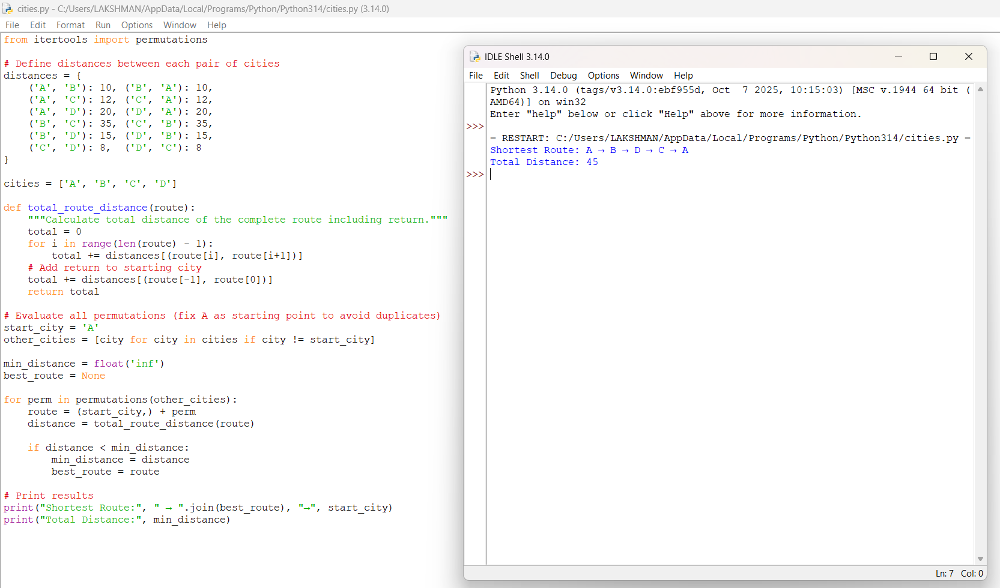 cities.py - C:/Users/LAKSHMAN/AppData/Local/Programs/Python/Python314/cities.py (3.14.0)
File Edit Format Run Options Window Help
from itertools import permutations

# Define distances between each pair of cities
distances = {
    ('A', 'B'): 10, ('B', 'A'): 10,
    ('A', 'C'): 12, ('C', 'A'): 12,
    ('A', 'D'): 20, ('D', 'A'): 20,
    ('B', 'C'): 35, ('C', 'B'): 35,
    ('B', 'D'): 15, ('D', 'B'): 15,
    ('C', 'D'): 8,  ('D', 'C'): 8
}

cities = ['A', 'B', 'C', 'D']

def total_route_distance(route):
    """Calculate total distance of the complete route including return."""
    total = 0
    for i in range(len(route) - 1):
        total += distances[(route[i], route[i+1])]
    # Add return to starting city
    total += distances[(route[-1], route[0])]
    return total

# Evaluate all permutations (fix A as starting point to avoid duplicates)
start_city = 'A'
other_cities = [city for city in cities if city != start_city]

min_distance = float('inf')
best_route = None

for perm in permutations(other_cities):
    route = (start_city,) + perm
    distance = total_route_distance(route)

    if distance < min_distance:
        min_distance = distance
        best_route = route

# Print results
print("Shortest Route:", " → ".join(best_route), "→", start_city)
print("Total Distance:", min_distance)
IDLE Shell 3.14.0
File Edit Shell Debug Options Window Help
Python 3.14.0 (tags/v3.14.0:ebf955d, Oct  7 2025, 10:15:03) [MSC v.1944 64 bit (
AMD64)] on win32
Enter "help" below or click "Help" above for more information.
>>>
= RESTART: C:/Users/LAKSHMAN/AppData/Local/Programs/Python/Python314/cities.py =
Shortest Route: A → B → D → C → A
Total Distance: 45
>>>
Ln: 7 Col: 0